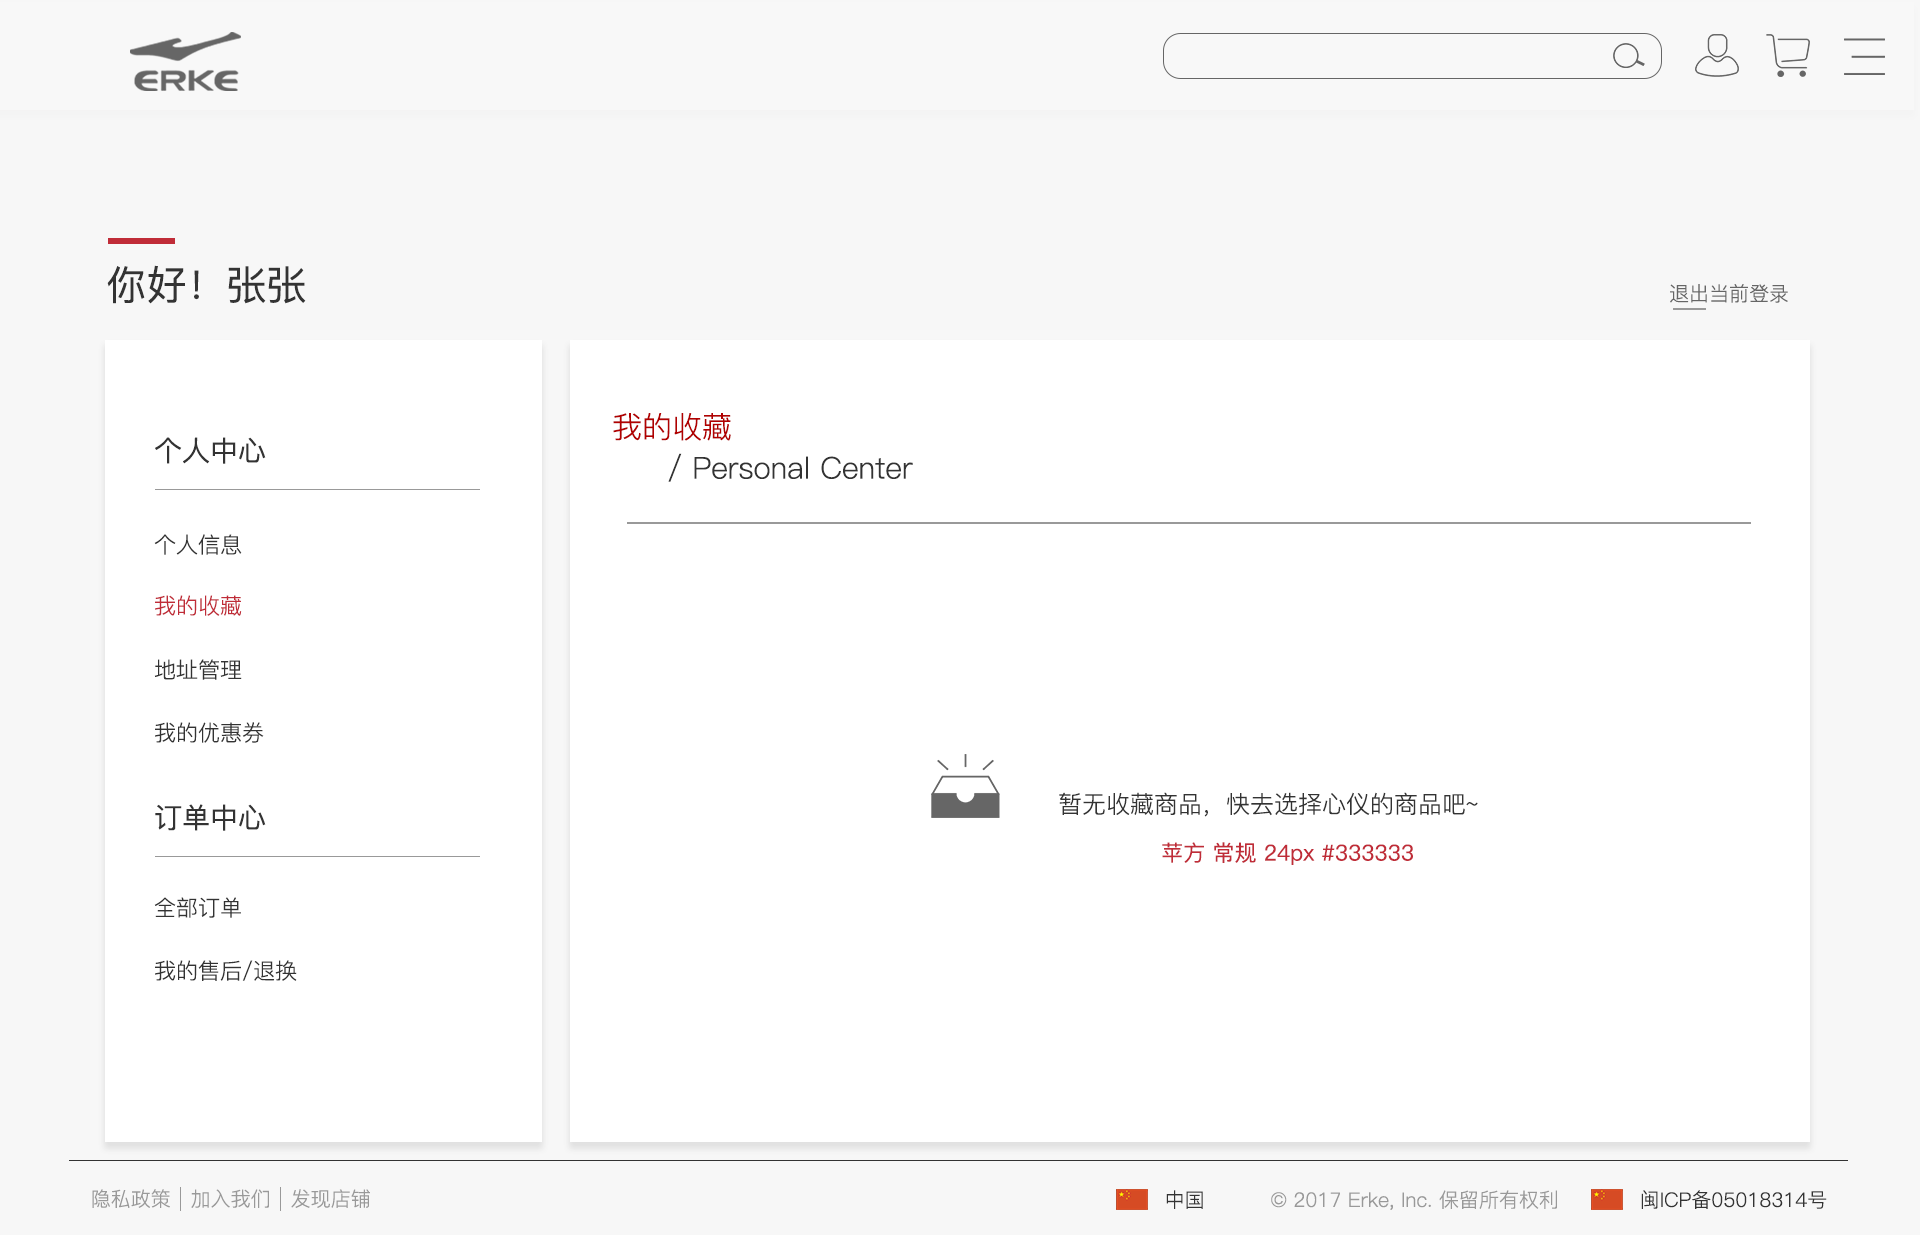 ERKE
你好！张张
退出当前登录
个人中心
个人信息
我的收藏
地址管理
我的优惠券
订单中心
全部订单
我的售后/退换
我的收藏
/ Personal Center
暂无收藏商品，快去选择心仪的商品吧~
苹方 常规 24px #333333
隐私政策 | 加入我们 | 发现店铺
中国
© 2017 Erke, Inc. 保留所有权利
闽ICP备05018314号